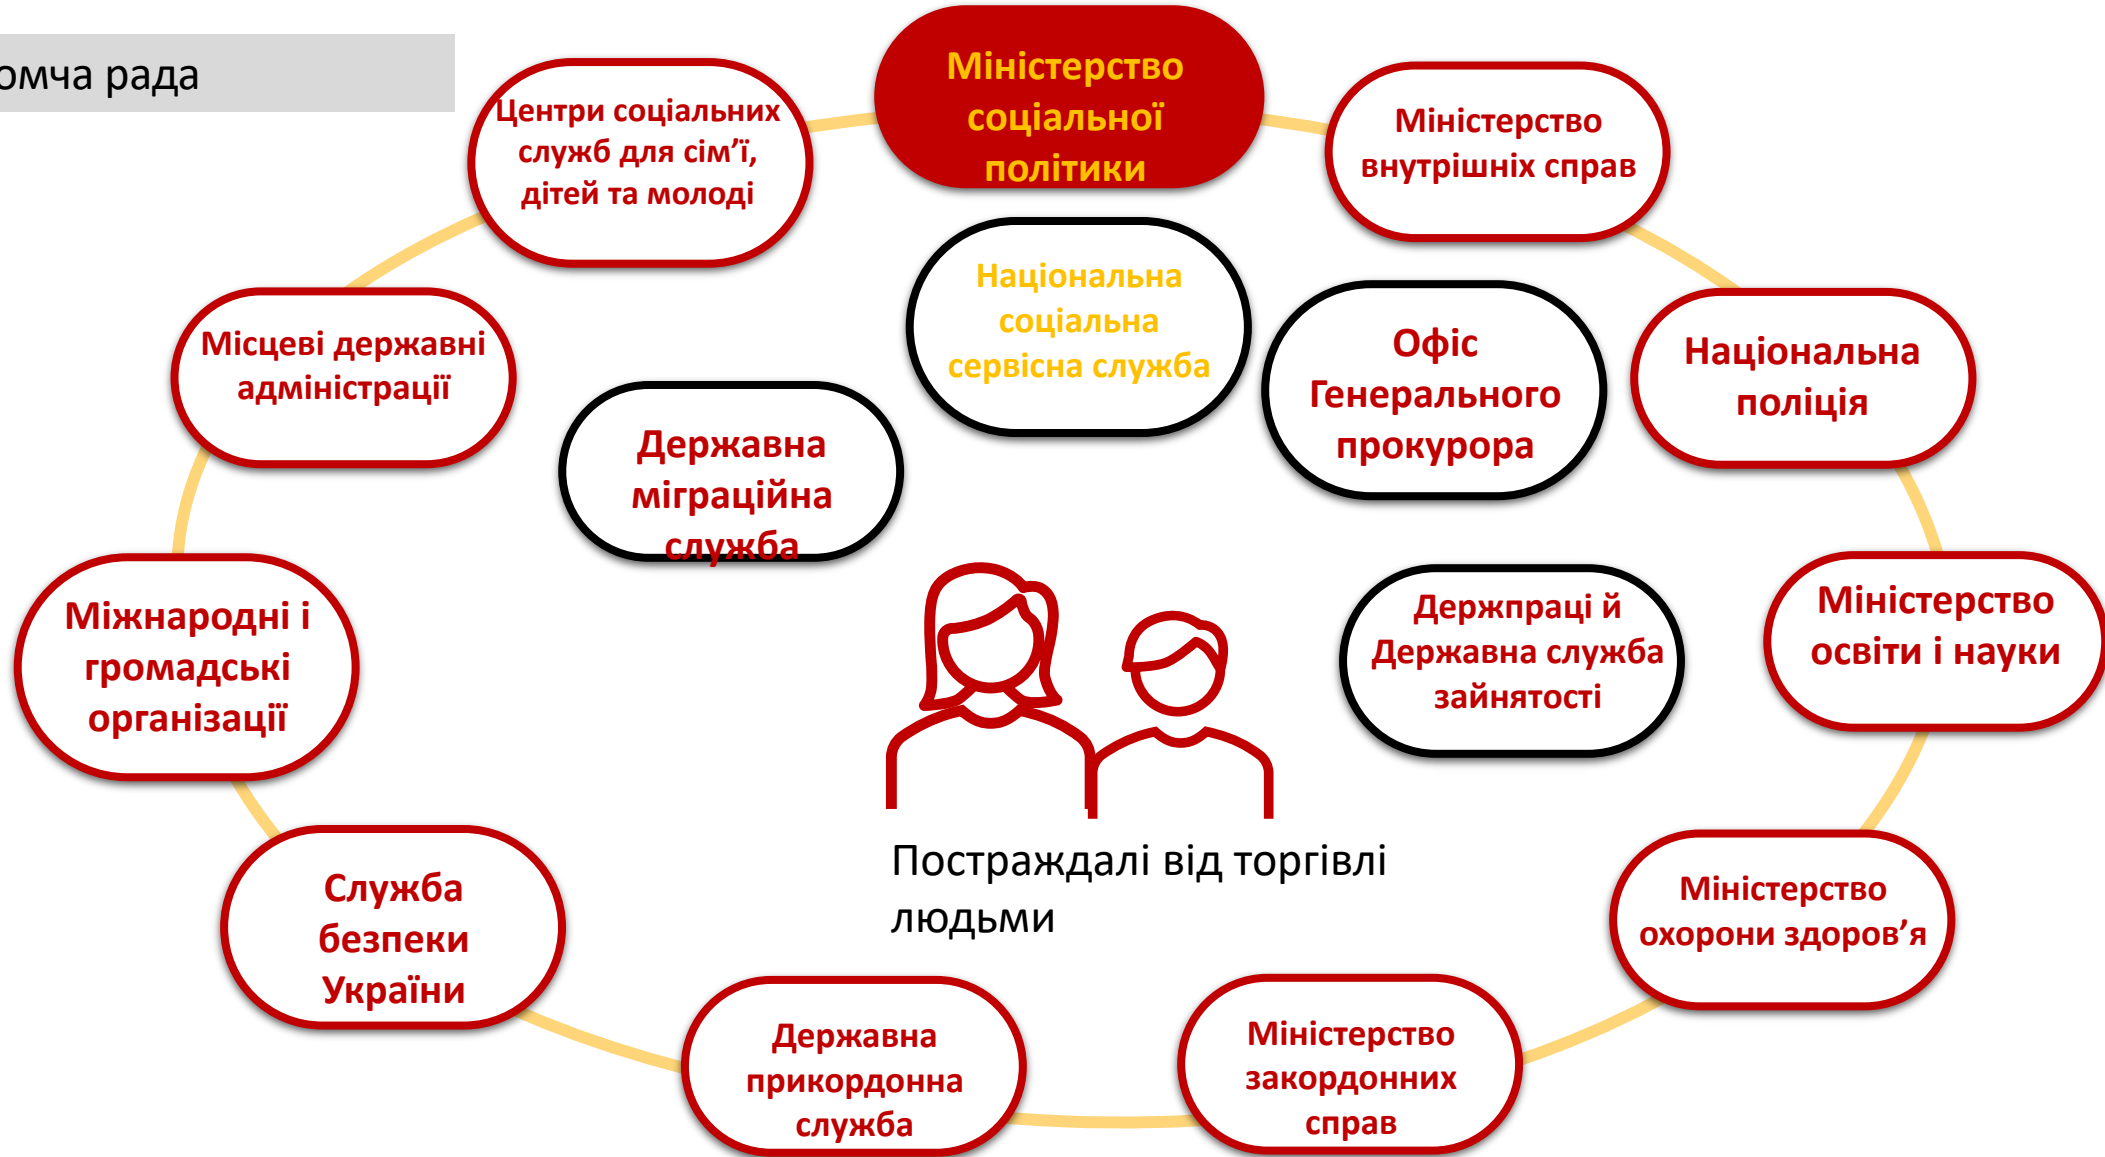 омча рада
Міністерство
соціальної
політики
Центри соціальних
служб для сім’ї,
дітей та молоді
Міністерство
внутрішніх справ
Національна
соціальна
сервісна служба
Місцеві державні
адміністрації
Офіс
Генерального
прокурора
Національна
поліція
Державна
міграційна
служба
Міжнародні і
громадські
організації
Держпраці й
Державна служба
зайнятості
Міністерство
освіти і науки
Постраждалі від торгівлі
людьми
Служба
безпеки
України
Міністерство
охорони здоров’я
Державна
прикордонна
служба
Міністерство
закордонних
справ